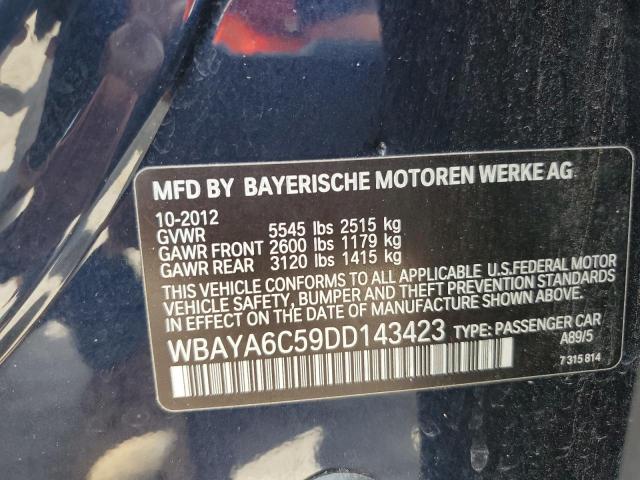 MFD BY BAYERISCHE MOTOREN WERKE AG
10-2012
GVWR 5545 lbs 2515 kg
GAWR FRONT 2600 lbs 1179 kg
GAWR REAR 3120 lbs 1415 kg
THIS VEHICLE CONFORMS TO ALL APPLICABLE U.S.FEDERAL MOTOR
VEHICLE SAFETY, BUMPER AND THEFT PREVENTION STANDARDS
IN EFFECT ON THE DATE OF MANUFACTURE SHOWN ABOVE.
WBAYA6C59DD143423 TYPE: PASSENGER CAR
A89/5
7 315 814